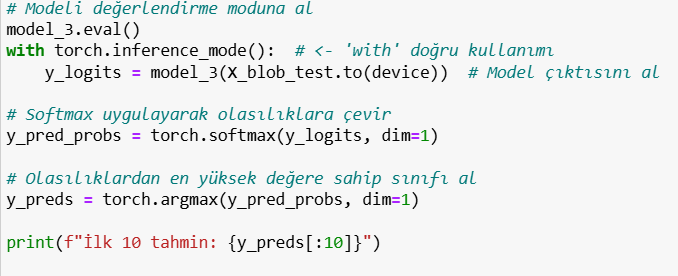 # Modeli değerlendirme moduna al
model_3.eval()
with torch.inference_mode():  # <- 'with' doğru kullanımı
    y_logits = model_3(X_blob_test.to(device))  # Model çıktısını al

# Softmax uygulayarak olasılıklara çevir
y_pred_probs = torch.softmax(y_logits, dim=1)

# Olasılıklardan en yüksek değere sahip sınıfı al
y_preds = torch.argmax(y_pred_probs, dim=1)

print(f"İlk 10 tahmin: {y_preds[:10]}")